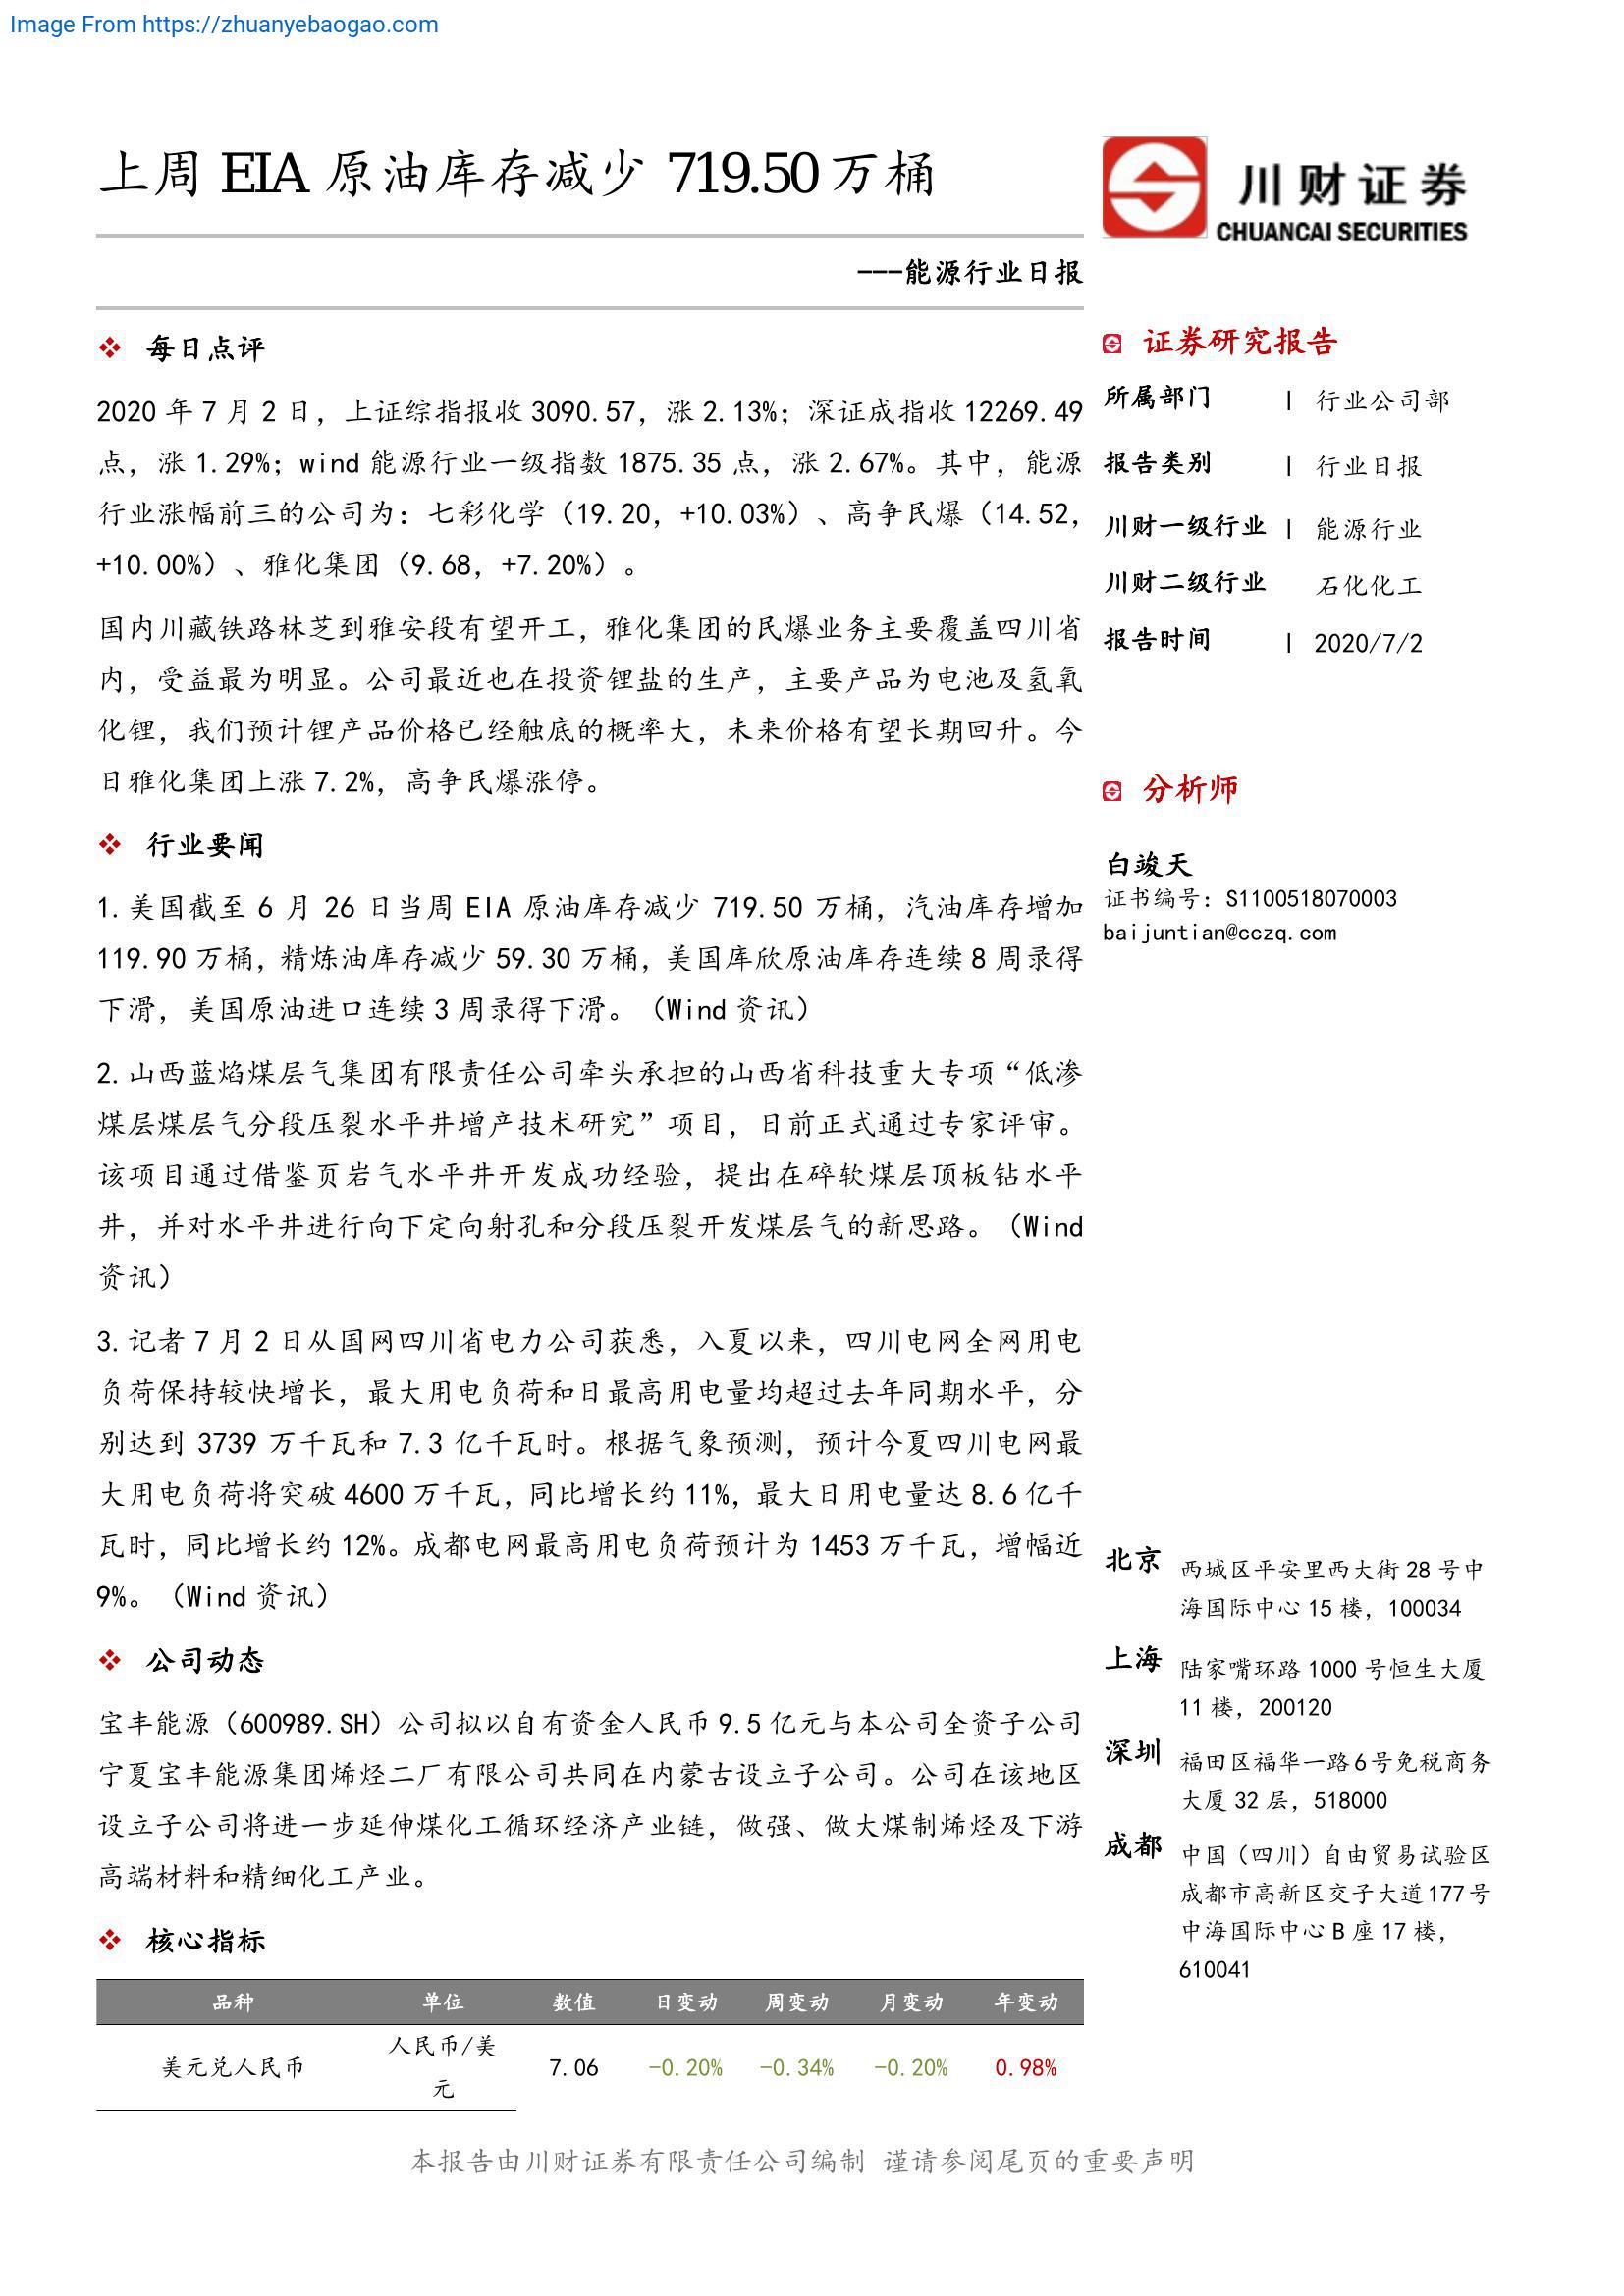 Image From https://zhuanyebaogao.com
上周 EIA 原油库存减少 719.50 万桶
---能源行业日报
❖ 每日点评
2020 年 7 月 2 日，上证综指报收 3090.57，涨 2.13%；深证成指收 12269.49
点，涨 1.29%；wind 能源行业一级指数 1875.35 点，涨 2.67%。其中，能源
行业涨幅前三的公司为：七彩化学（19.20，+10.03%）、高争民爆（14.52，
+10.00%）、雅化集团（9.68，+7.20%）。
国内川藏铁路林芝到雅安段有望开工，雅化集团的民爆业务主要覆盖四川省
内，受益最为明显。公司最近也在投资锂盐的生产，主要产品为电池及氢氧
化锂，我们预计锂产品价格已经触底的概率大，未来价格有望长期回升。今
日雅化集团上涨 7.2%，高争民爆涨停。
❖ 行业要闻
1.美国截至 6 月 26 日当周 EIA 原油库存减少 719.50 万桶，汽油库存增加
119.90 万桶，精炼油库存减少 59.30 万桶，美国库欣原油库存连续 8 周录得
下滑，美国原油进口连续 3 周录得下滑。（Wind 资讯）
2.山西蓝焰煤层气集团有限责任公司牵头承担的山西省科技重大专项“低渗
煤层煤层气分段压裂水平井增产技术研究”项目，日前正式通过专家评审。
该项目通过借鉴页岩气水平井开发成功经验，提出在碎软煤层顶板钻水平
井，并对水平井进行向下定向射孔和分段压裂开发煤层气的新思路。（Wind
资讯）
3.记者 7 月 2 日从国网四川省电力公司获悉，入夏以来，四川电网全网用电
负荷保持较快增长，最大用电负荷和日最高用电量均超过去年同期水平，分
别达到 3739 万千瓦和 7.3 亿千瓦时。根据气象预测，预计今夏四川电网最
大用电负荷将突破 4600 万千瓦，同比增长约 11%，最大日用电量达 8.6 亿千
瓦时，同比增长约 12%。成都电网最高用电负荷预计为 1453 万千瓦，增幅近
9%。（Wind 资讯）
❖ 公司动态
宝丰能源（600989.SH）公司拟以自有资金人民币 9.5 亿元与本公司全资子公司
宁夏宝丰能源集团烯烃二厂有限公司共同在内蒙古设立子公司。公司在该地区
设立子公司将进一步延伸煤化工循环经济产业链，做强、做大煤制烯烃及下游
高端材料和精细化工产业。
❖ 核心指标
品种 单位 数值 日变动 周变动 月变动 年变动
美元兑人民币 人民币/美元 7.06 -0.20% -0.34% -0.20% 0.98%
川财证券
CHUANCAI SECURITIES
证券研究报告
所属部门 | 行业公司部
报告类别 | 行业日报
川财一级行业 | 能源行业
川财二级行业 石化化工
报告时间 | 2020/7/2
分析师
白竣天
证书编号：S1100518070003
baijuntian@cczq.com
北京 西城区平安里西大街 28 号中
海国际中心 15 楼，100034
上海 陆家嘴环路 1000 号恒生大厦
11 楼，200120
深圳 福田区福华一路 6 号免税商务
大厦 32 层，518000
成都 中国（四川）自由贸易试验区
成都市高新区交子大道 177 号
中海国际中心 B 座 17 楼，
610041
本报告由川财证券有限责任公司编制 谨请参阅尾页的重要声明